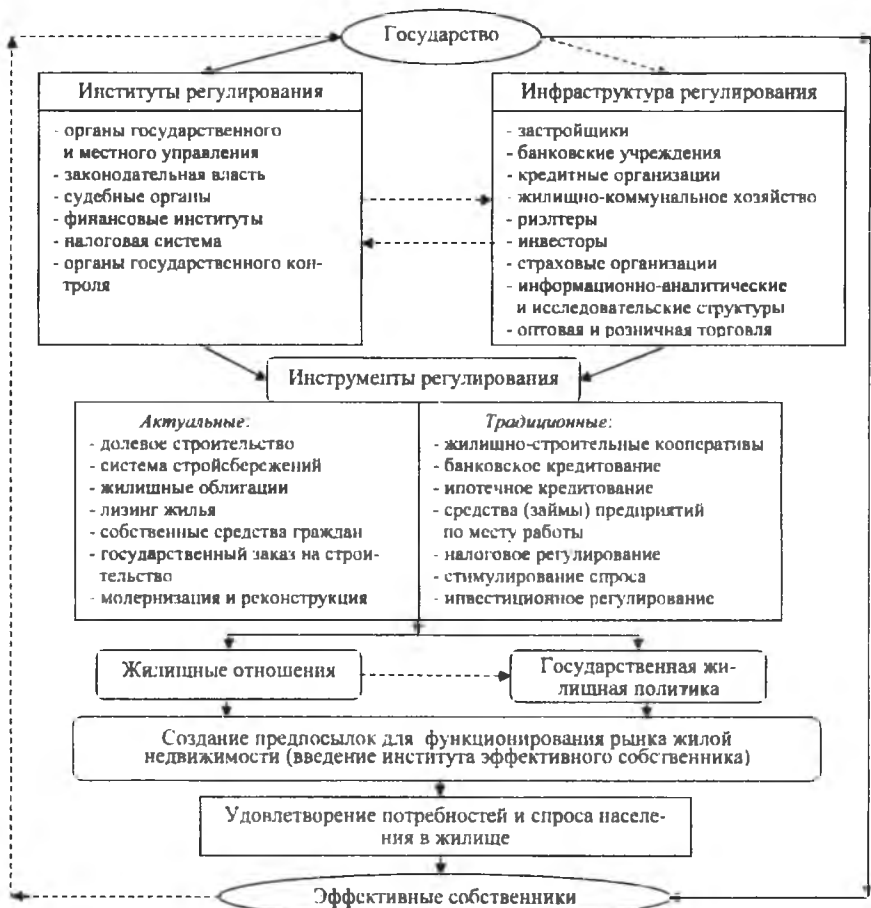 Государство
Институты регулирования
- органы государственного
и местного управления
- законодательная власть
- судебные органы
- финансовые институты
- налоговая система
- органы государственного кон-
троля
Инфраструктура регулирования
- застройщики
- банковские учреждения
- кредитные организации
- жилищно-коммунальное хозяйство
- риэлтеры
- инвесторы
- страховые организации
- информационно-аналитические
и исследовательские структуры
- оптовая и розничная торговля
Инструменты регулирования
Актуальные:
- долевое строительство
- система стройсбережений
- жилищные облигации
- лизинг жилья
- собственные средства граждан
- государственный заказ на строи-
тельство
- модернизация и реконструкция
Традиционные:
- жилищно-строительные кооперативы
- банковское кредитование
- ипотечное кредитование
- средства (займы) предприятий
по месту работы
- налоговое регулирование
- стимулирование спроса
- инвестиционное регулирование
Жилищные отношения
Государственная жи-
лищная политика
Создание предпосылок для функционирования рынка жилой
недвижимости (введение института эффективного собственника)
Удовлетворение потребностей и спроса населе-
ния в жилище
Эффективные собственники